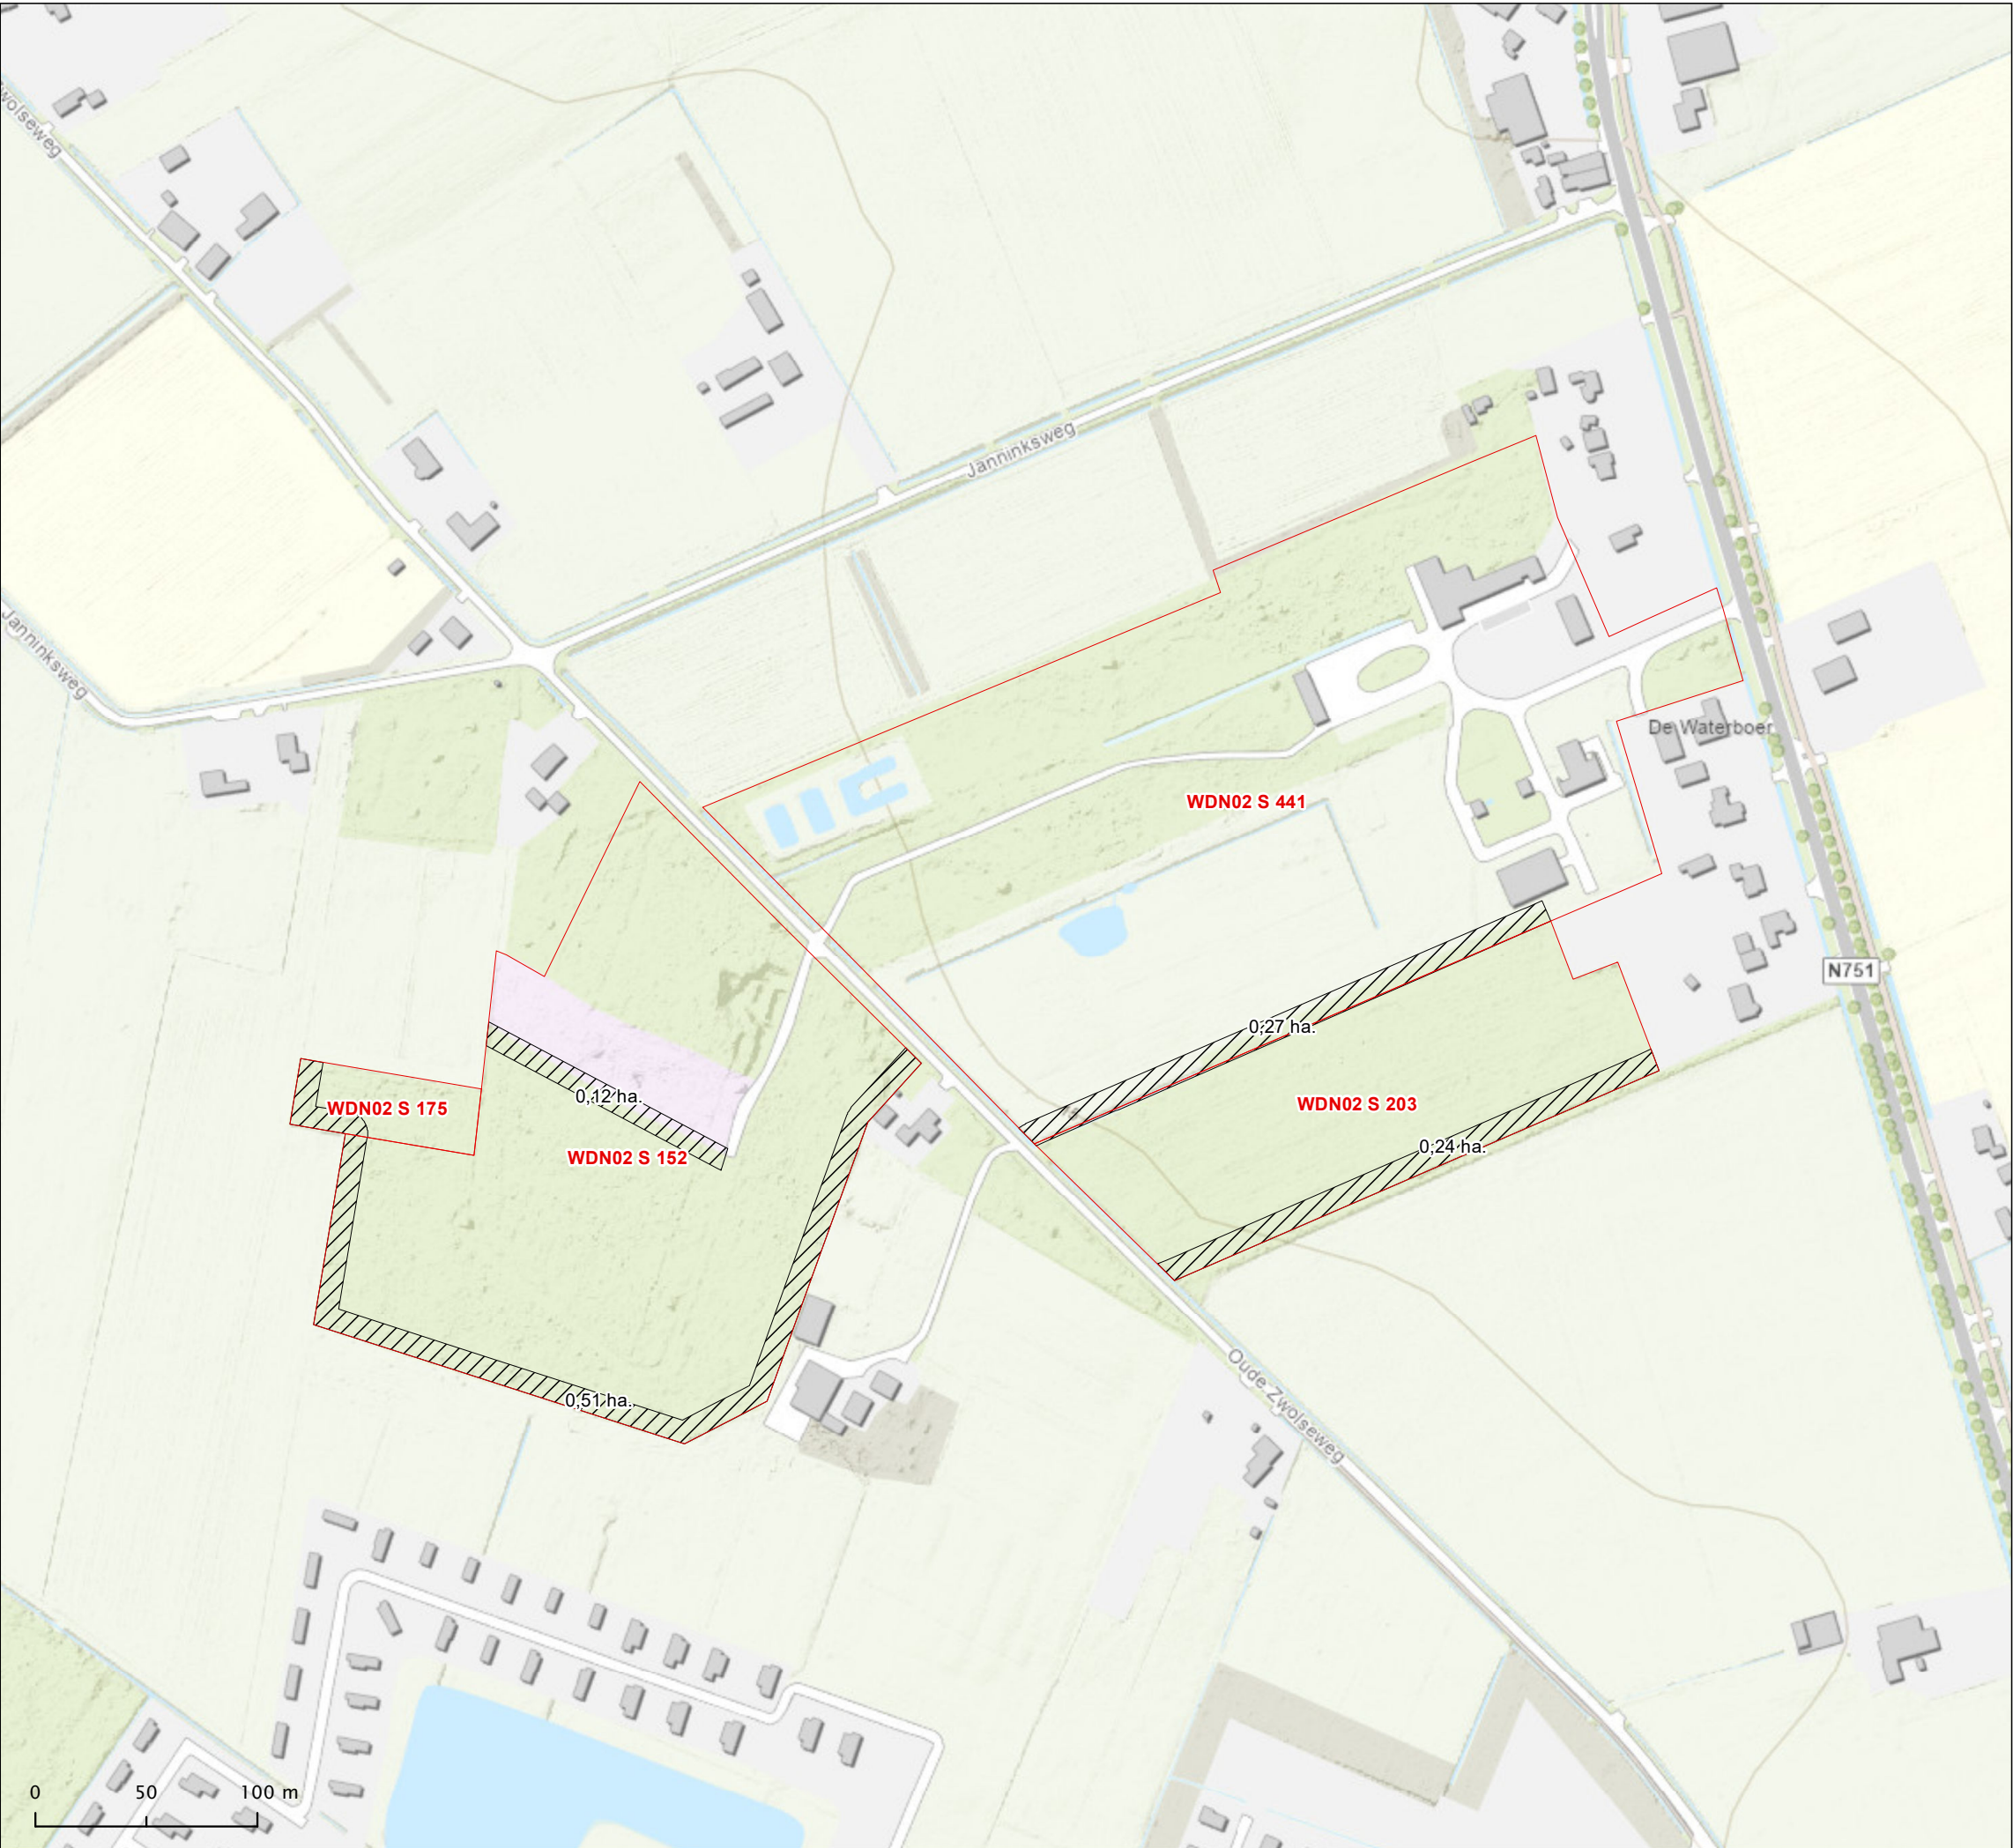 wolseweg
Janninksweg
Janninksweg
De Waterboer
WDN02 S 441
N751
0,27 ha.
0,12 ha.
WDN02 S 175
WDN02 S 203
0,24 ha.
WDN02 S 152
Oude Zwolseweg
0,51 ha.
0 50 100 m